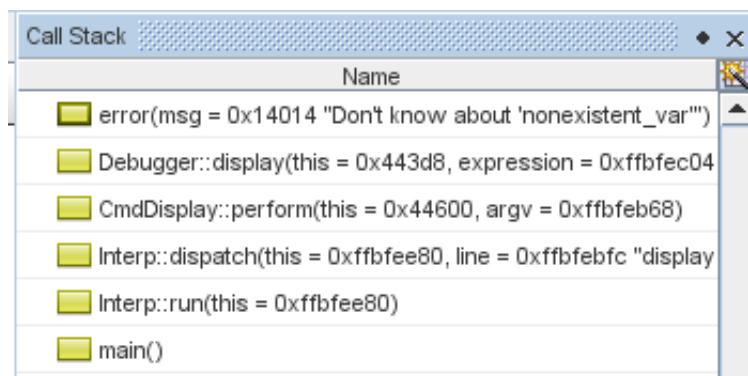 Call Stack
Name
error(msg = 0x14014 "Don't know about 'nonexistent_var'")
Debugger::display(this = 0x443d8, expression = 0xffbfec04
CmdDisplay::perform(this = 0x44600, argv = 0xffbfeb68)
Interp::dispatch(this = 0xffbfee80, line = 0xffbfebfc "display
Interp::run(this = 0xffbfee80)
main()